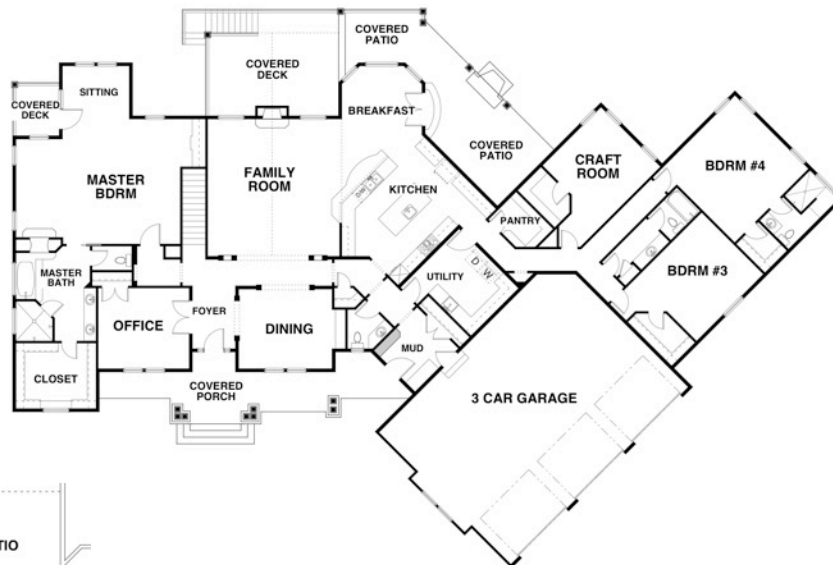 COVERED
PATIO
SITTING
COVERED
DECK
COVERED
DECK
BREAKFAST
COVERED
PATIO
MASTER
BDRM
FAMILY
ROOM
KITCHEN
CRAFT
ROOM
BDRM #4
PANTRY
MASTER
BATH
UTILITY
D W
BDRM #3
OFFICE
FOYER
DINING
MUD
CLOSET
COVERED
PORCH
3 CAR GARAGE
TIO